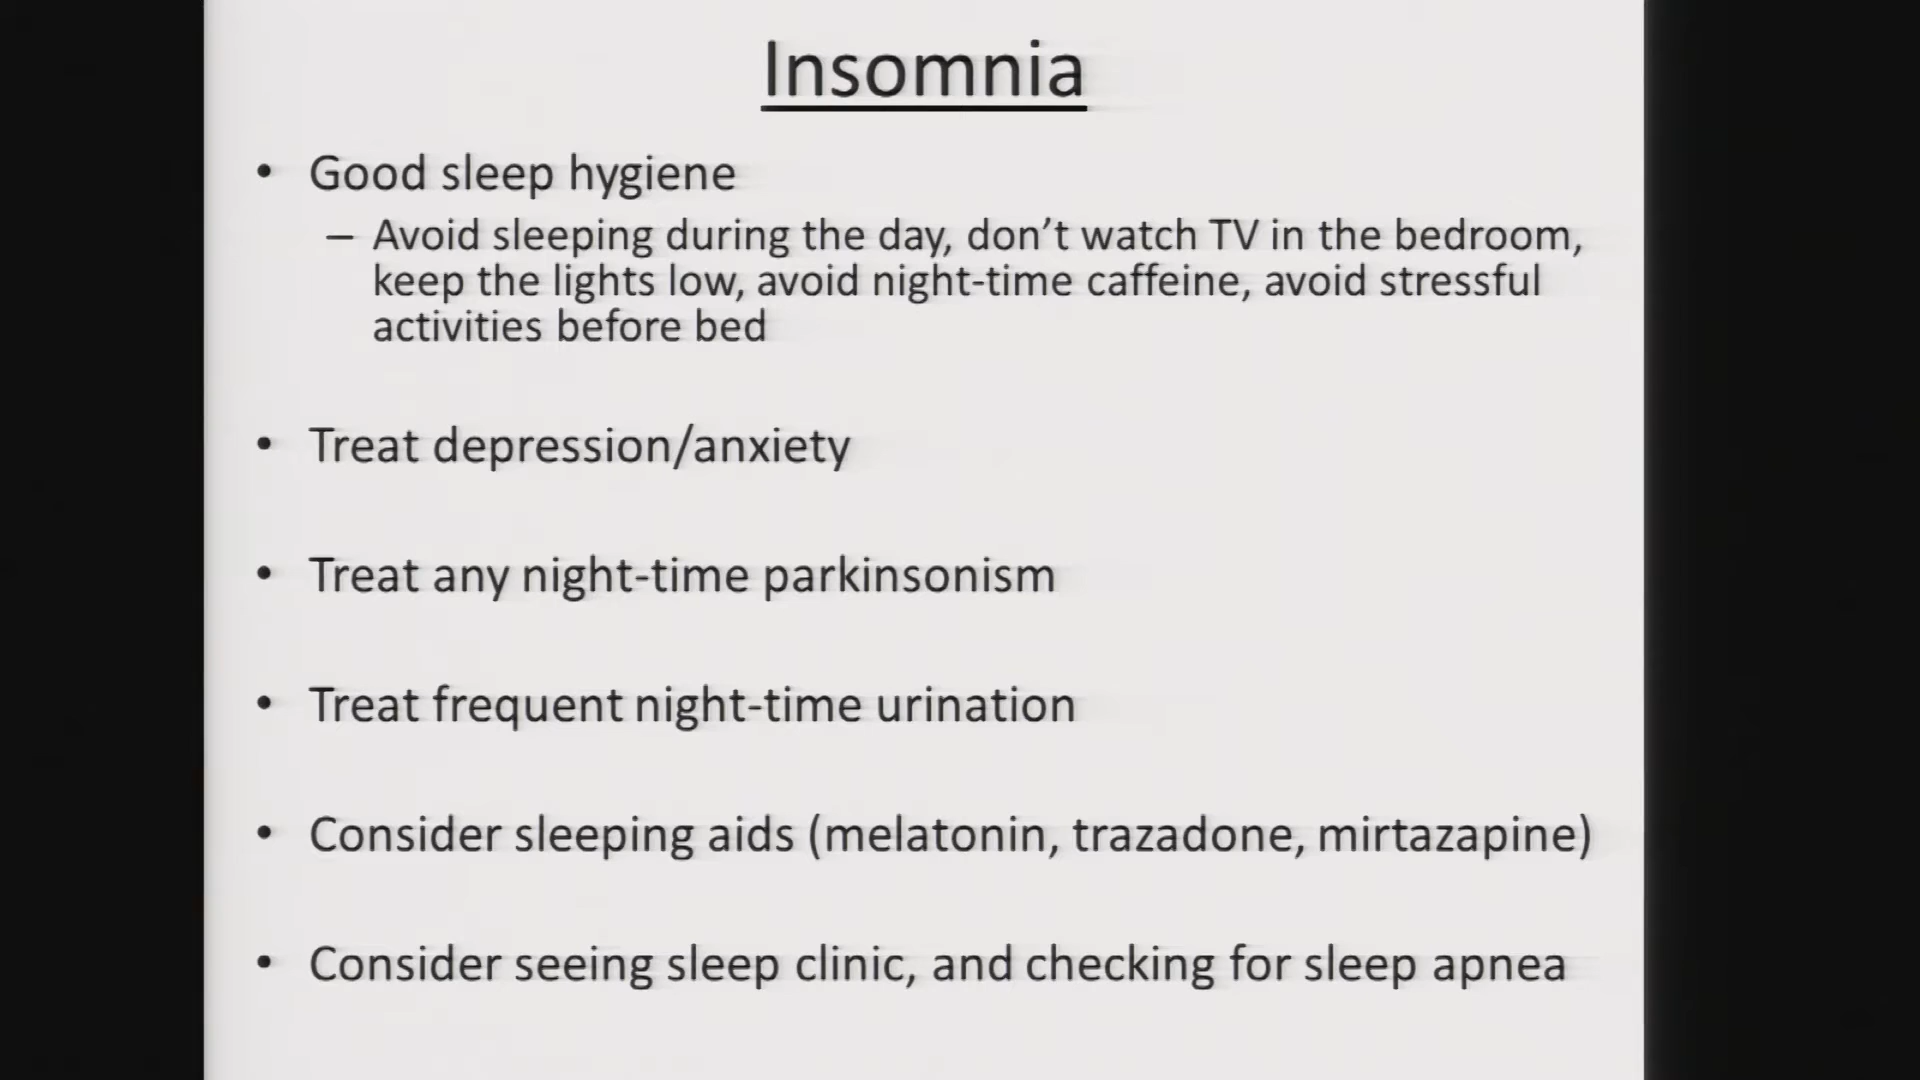 Insomnia
• Good sleep hygiene
– Avoid sleeping during the day, don’t watch TV in the bedroom,
keep the lights low, avoid night-time caffeine, avoid stressful
activities before bed
• Treat depression/anxiety
• Treat any night-time parkinsonism
• Treat frequent night-time urination
• Consider sleeping aids (melatonin, trazadone, mirtazapine)
• Consider seeing sleep clinic, and checking for sleep apnea